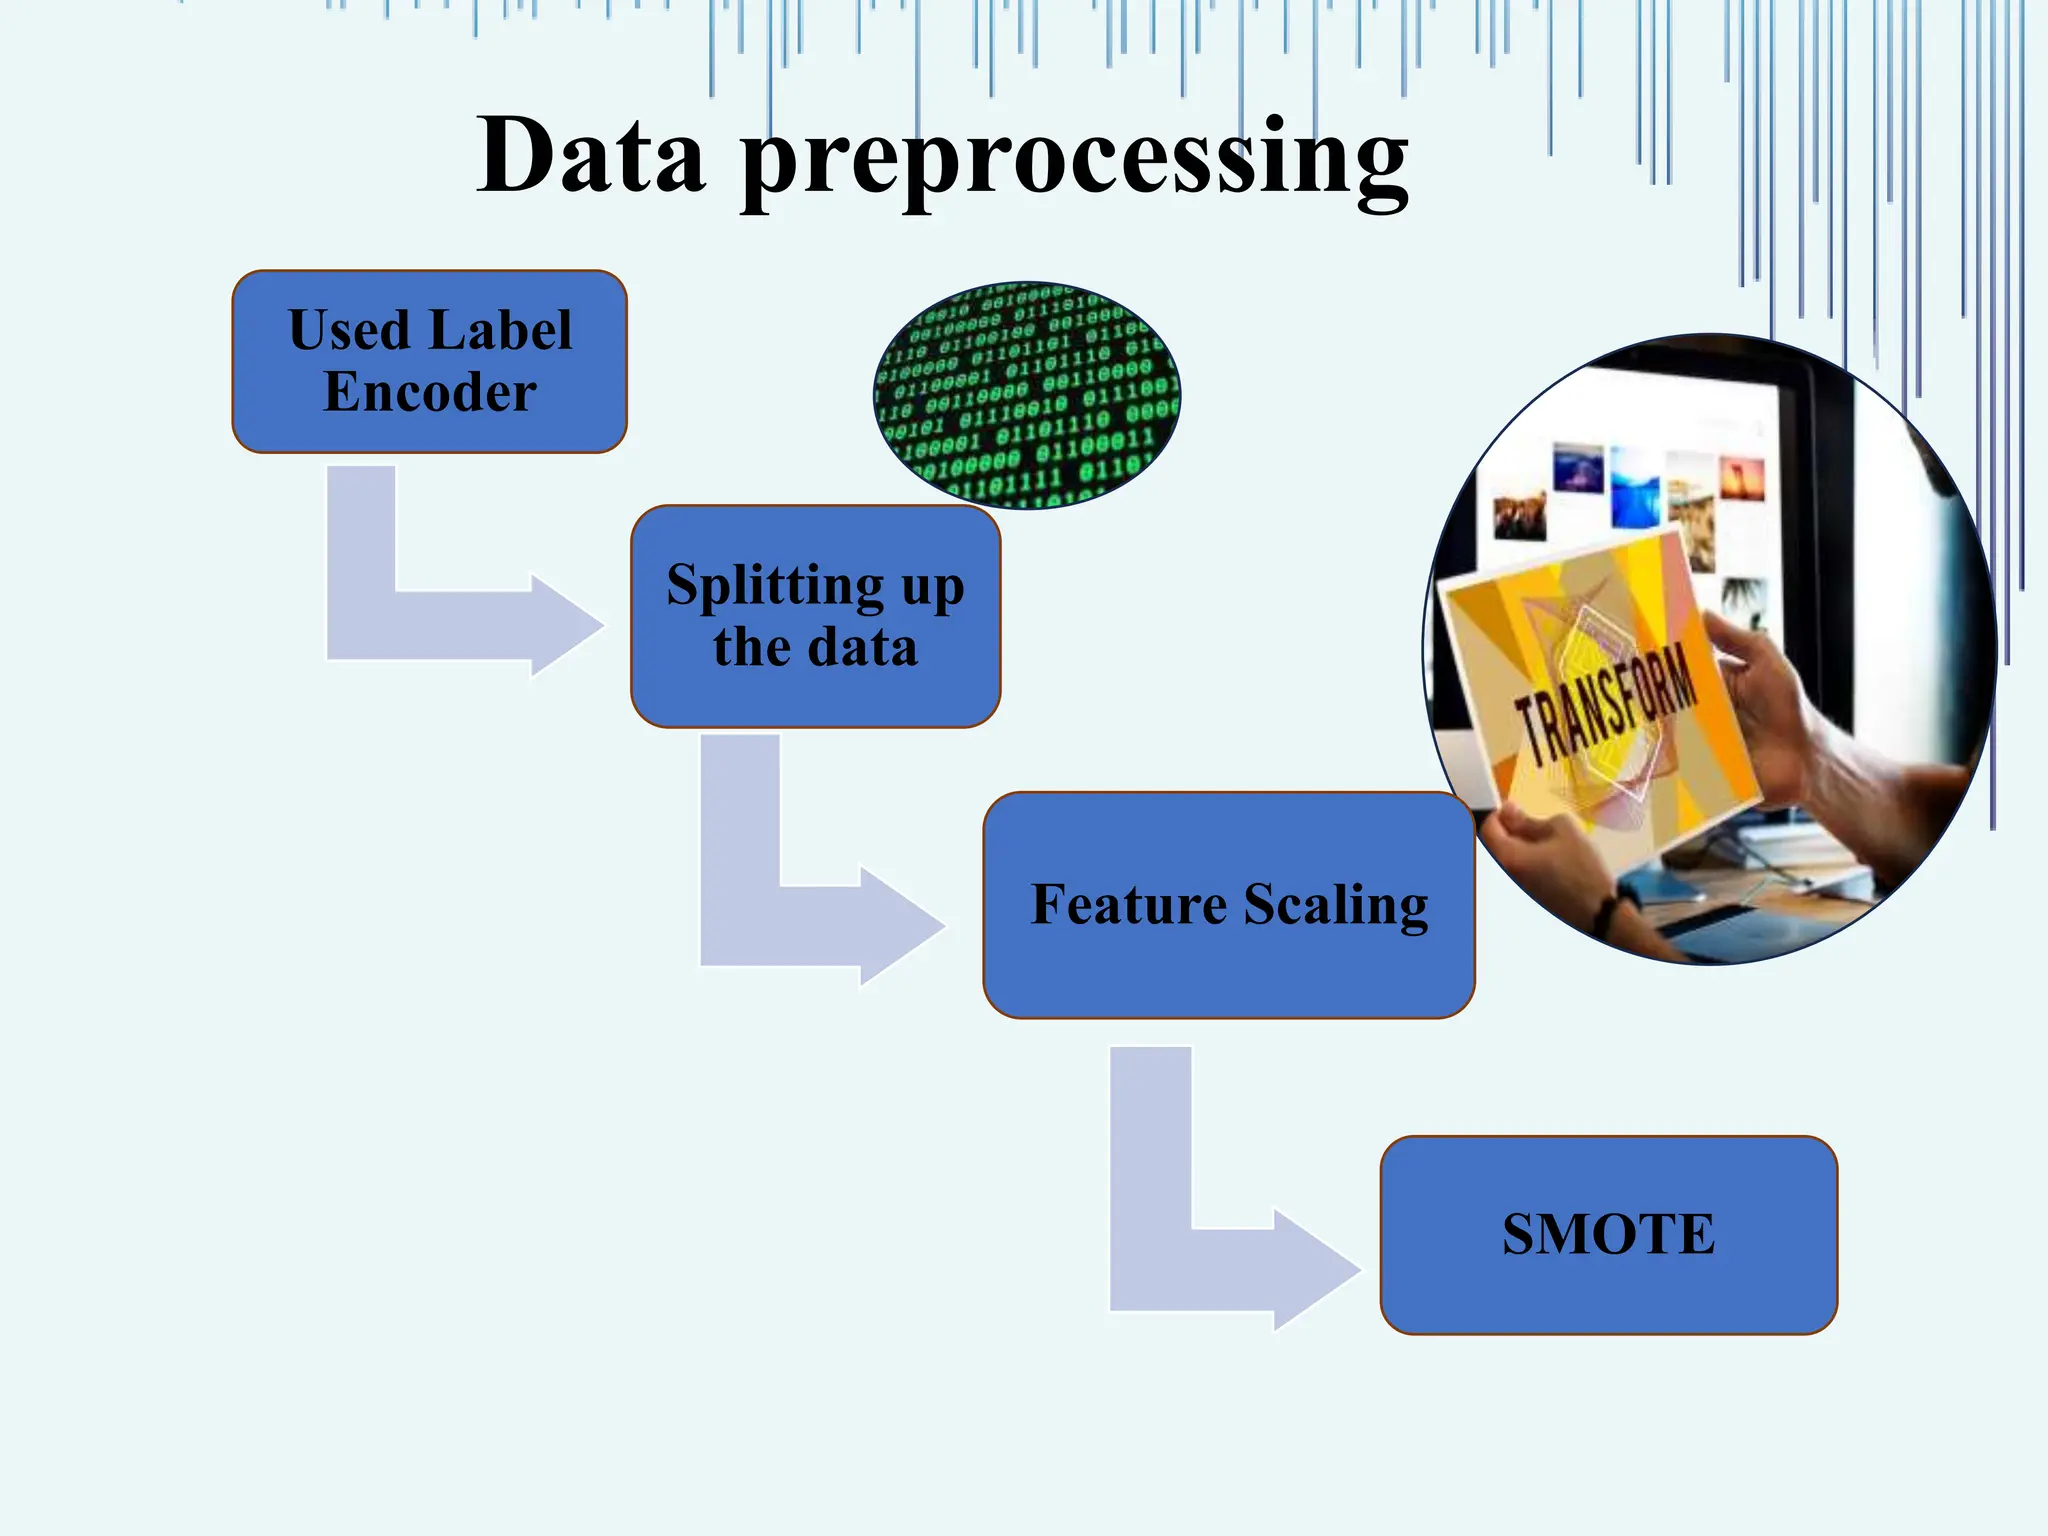 Data preprocessing
Used Label
Encoder
Splitting up
the data
TRANSFORM
Feature Scaling
SMOTE